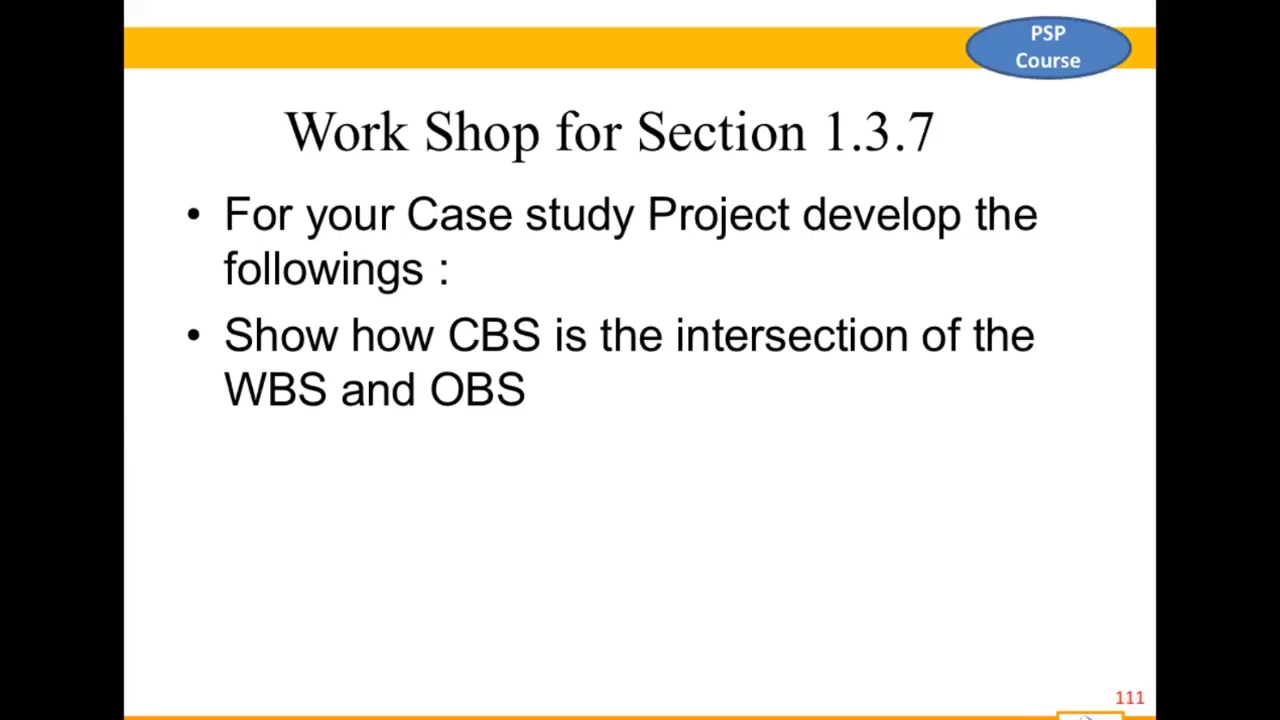 PSP
Course
Work Shop for Section 1.3.7
• For your Case study Project develop the
followings :
• Show how CBS is the intersection of the
WBS and OBS
111